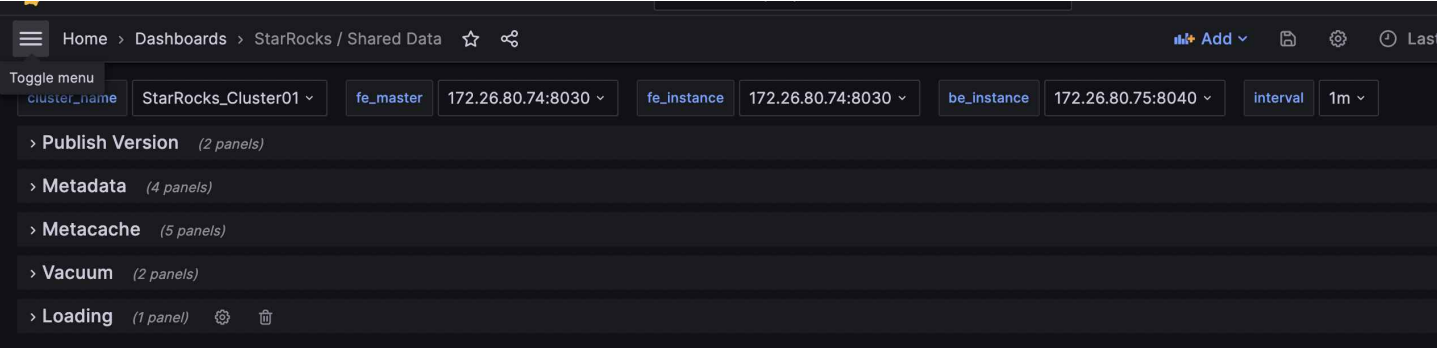 Home > Dashboards > StarRocks / Shared Data Add Last
Toggle menu
cluster_name StarRocks_Cluster01 fe_master 172.26.80.74:8030 fe_instance 172.26.80.74:8030 be_instance 172.26.80.75:8040 interval 1m
> Publish Version (2 panels)
> Metadata (4 panels)
> Metacache (5 panels)
> Vacuum (2 panels)
> Loading (1 panel)